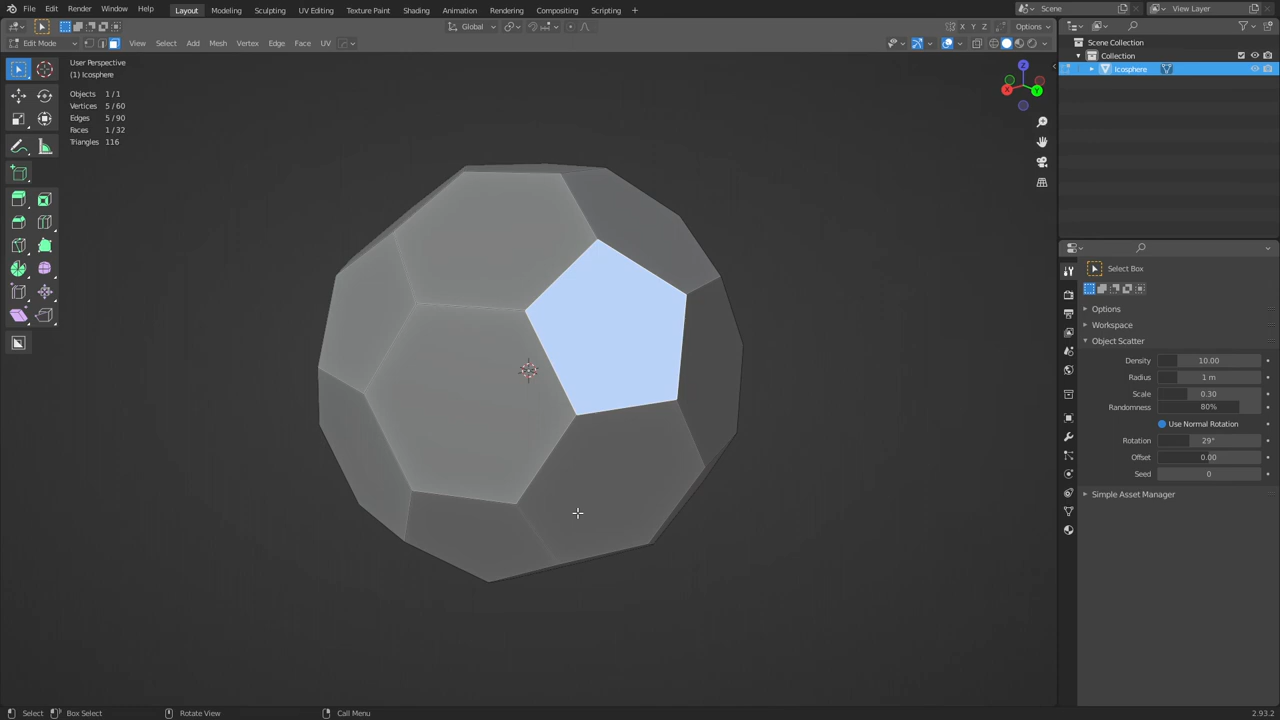 File Edit Render Window Help Layout Modeling Sculpting UV Editing Texture Paint Shading Animation Rendering Compositing Scripting + Scene View Layer
Global X Y Z Options
Edit Mode View Select Add Mesh Vertex Edge Face UV
User Perspective
(1) Icosphere
Objects 1/1
Vertices 5/60
Edges 5/90
Faces 1/32
Triangles 116
Z
X Y
Scene Collection
Collection
Icosphere
Select Box
Options
Workspace
Object Scatter
Density 10.00
Radius 1 m
Scale 0.30
Randomness 80%
Use Normal Rotation
Rotation 29°
Offset 0.00
Seed 0
Simple Asset Manager
Select Box Select Rotate View Call Menu 2.93.2